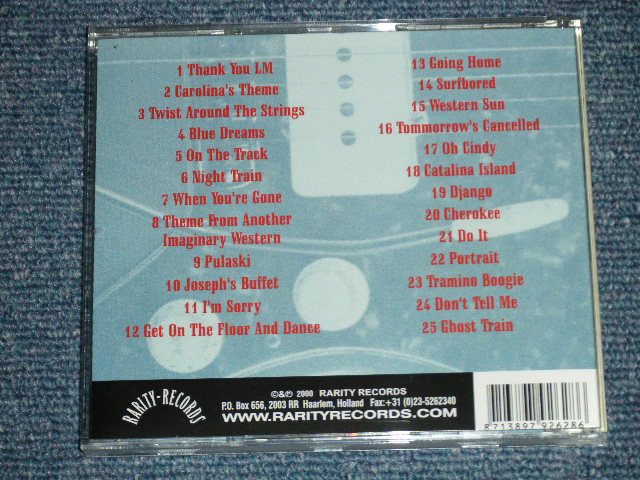 1 Thank You LM
2 Carolina's Theme
3 Twist Around The Strings
4 Blue Dreams
5 On The Track
6 Night Train
7 When You're Gone
8 Theme From Another
Imaginary Western
9 Pulaski
10 Joseph's Buffet
11 I'm Sorry
12 Get On The Floor And Dance
13 Going Home
14 Surfbored
15 Western Sun
16 Tommorrow's Cancelled
17 Oh Cindy
18 Catalina Island
19 Django
20 Cherokee
21 Do It
22 Portrait
23 Tramino Boogie
24 Don't Tell Me
25 Ghost Train
RARITY-RECORDS
©&℗ 2000 RARITY RECORDS
P.O. Box 656, 2003 RR Haarlem, Holland Fax:+31 (0)23-5262340
WWW.RARITYRECORDS.COM
8 713897 926286